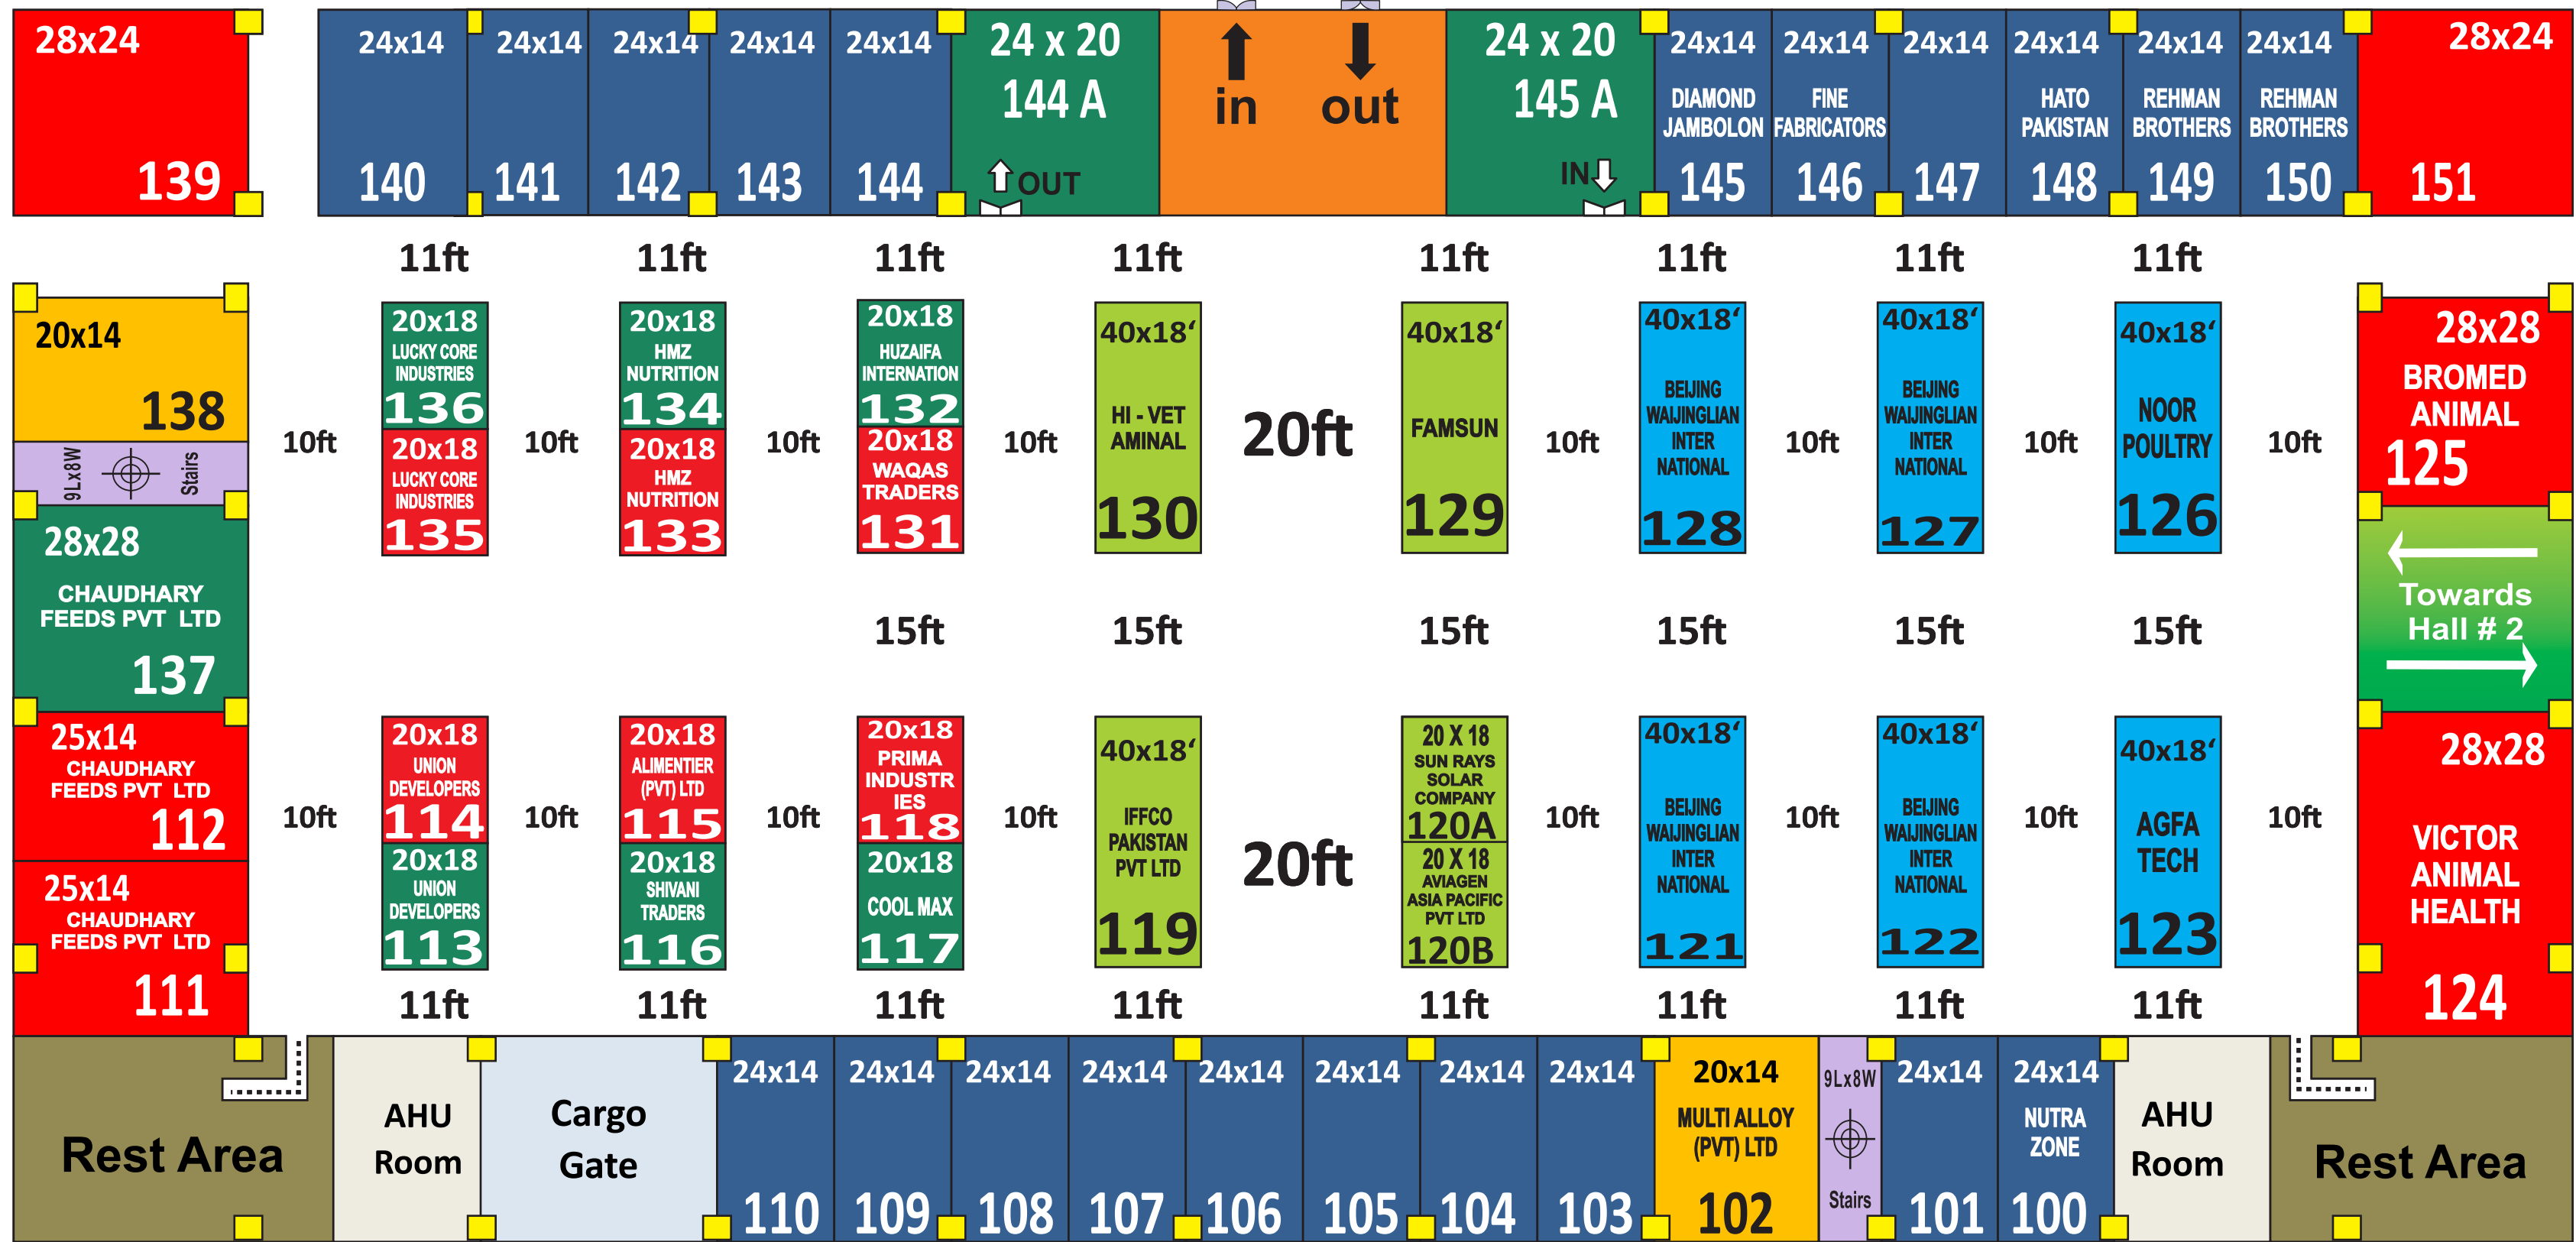 28x24
139
24x14
140
24x14
141
24x14
142
24x14
143
24x14
144
24 x 20
144 A
OUT
in
out
24 x 20
145 A
IN
24x14
DIAMOND
JAMBOLON
145
24x14
FINE
FABRICATORS
146
24x14
147
24x14
HATO
PAKISTAN
148
24x14
REHMAN
BROTHERS
149
24x14
REHMAN
BROTHERS
150
28x24
151
11ft
11ft
11ft
11ft
11ft
11ft
11ft
11ft
20x14
138
9Lx8W
Stairs
28x28
CHAUDHARY
FEEDS PVT LTD
137
10ft
20x18
LUCKY CORE
INDUSTRIES
136
20x18
LUCKY CORE
INDUSTRIES
135
10ft
20x18
HMZ
NUTRITION
134
20x18
HMZ
NUTRITION
133
10ft
20x18
HUZAIFA
INTERNATION
132
20x18
WAQAS
TRADERS
131
10ft
40x18‘
HI - VET
AMINAL
130
20ft
40x18‘
FAMSUN
129
10ft
40x18‘
BEIJING
WAIJINGLIAN
INTER
NATIONAL
128
10ft
40x18‘
BEIJING
WAIJINGLIAN
INTER
NATIONAL
127
10ft
40x18‘
NOOR
POULTRY
126
10ft
28x28
BROMED
ANIMAL
125
Towards
Hall # 2
15ft
15ft
15ft
15ft
15ft
15ft
25x14
CHAUDHARY
FEEDS PVT LTD
112
25x14
CHAUDHARY
FEEDS PVT LTD
111
10ft
20x18
UNION
DEVELOPERS
114
20x18
UNION
DEVELOPERS
113
10ft
20x18
ALIMENTIER
(PVT) LTD
115
20x18
SHIVANI
TRADERS
116
10ft
20x18
PRIMA
INDUSTR
IES
118
20x18
COOL MAX
117
10ft
40x18‘
IFFCO
PAKISTAN
PVT LTD
119
20ft
20 X 18
SUN RAYS
SOLAR
COMPANY
120A
20 X 18
AVIAGEN
ASIA PACIFIC
PVT LTD
120B
10ft
40x18‘
BEIJING
WAIJINGLIAN
INTER
NATIONAL
121
10ft
40x18‘
BEIJING
WAIJINGLIAN
INTER
NATIONAL
122
10ft
40x18‘
AGFA
TECH
123
10ft
28x28
VICTOR
ANIMAL
HEALTH
124
11ft
11ft
11ft
11ft
11ft
11ft
11ft
11ft
Rest Area
AHU
Room
Cargo
Gate
24x14
110
24x14
109
24x14
108
24x14
107
24x14
106
24x14
105
24x14
104
24x14
103
20x14
MULTI ALLOY
(PVT) LTD
102
9Lx8W
Stairs
24x14
101
24x14
NUTRA
ZONE
100
AHU
Room
Rest Area